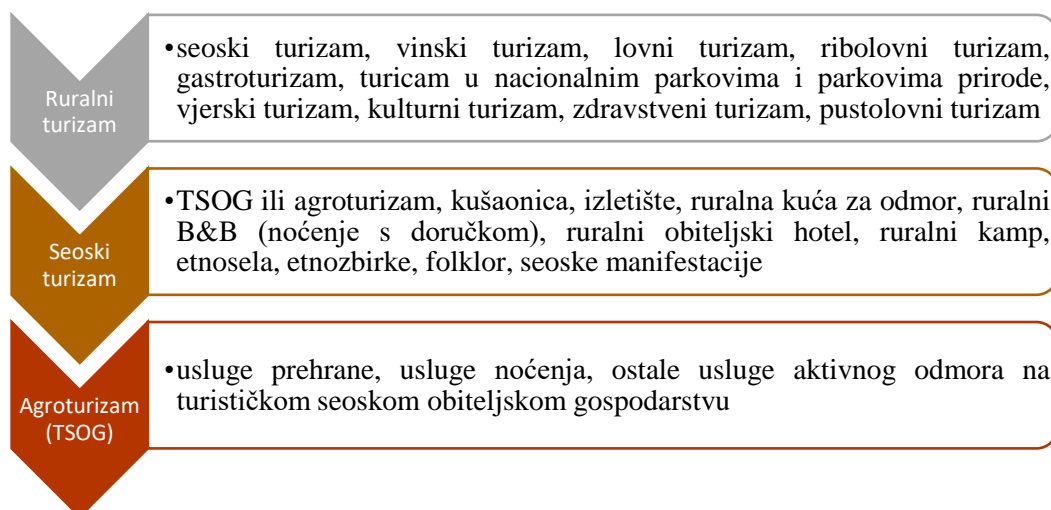 Ruralni
turizam
•seoski turizam, vinski turizam, lovni turizam, ribolovni turizam,
gastroturizam, turicam u nacionalnim parkovima i parkovima prirode,
vjerski turizam, kulturni turizam, zdravstveni turizam, pustolovni turizam
Seoski
turizam
•TSOG ili agroturizam, kušaonica, izletište, ruralna kuća za odmor, ruralni
B&B (noćenje s doručkom), ruralni obiteljski hotel, ruralni kamp,
etnosela, etnozbirke, folklor, seoske manifestacije
Agroturizam
(TSOG)
•usluge prehrane, usluge noćenja, ostale usluge aktivnog odmora na
turističkom seoskom obiteljskom gospodarstvu